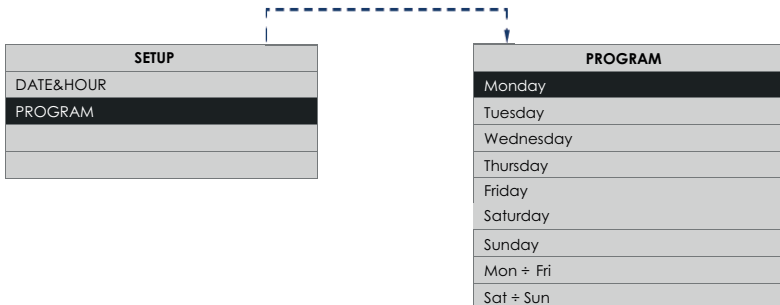 SETUP
DATE&HOUR
PROGRAM
PROGRAM
Monday
Tuesday
Wednesday
Thursday
Friday
Saturday
Sunday
Mon ÷ Fri
Sat ÷ Sun